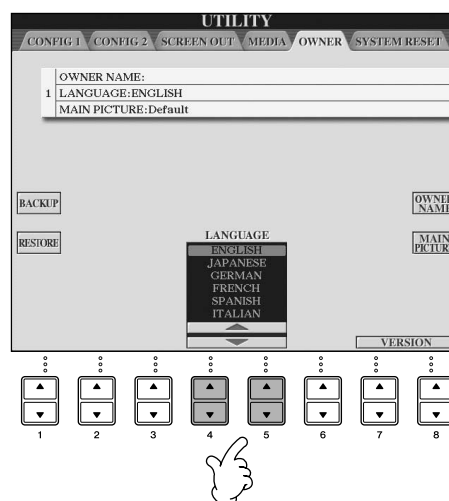 UTILITY
CONFIG 1 CONFIG 2 SCREEN OUT MEDIA OWNER SYSTEM RESET
OWNER NAME:
1 LANGUAGE:ENGLISH
MAIN PICTURE:Default
BACKUP
OWNER
NAME
RESTORE
MAIN
PICTUR
LANGUAGE
ENGLISH
JAPANESE
GERMAN
FRENCH
SPANISH
ITALIAN
VERSION
1 2 3 4 5 6 7 8